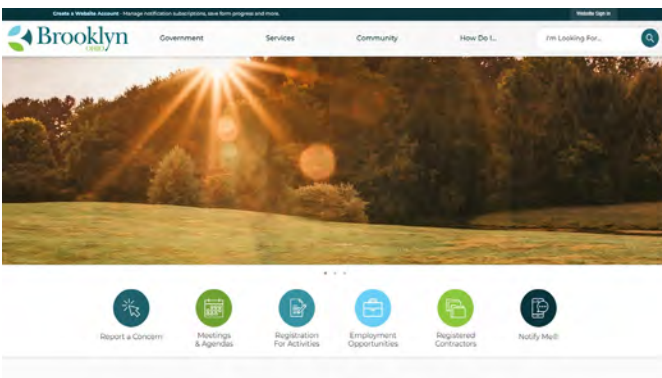 Create a Website Account - Manage notification subscriptions, save form progress and more.
Website Sign In
Brooklyn
OHIO
Government
Services
Community
How Do I...
I'm Looking For...
Report a Concern
Meetings
& Agendas
Registration
For Activities
Employment
Opportunities
Registered
Contractors
Notify Me®